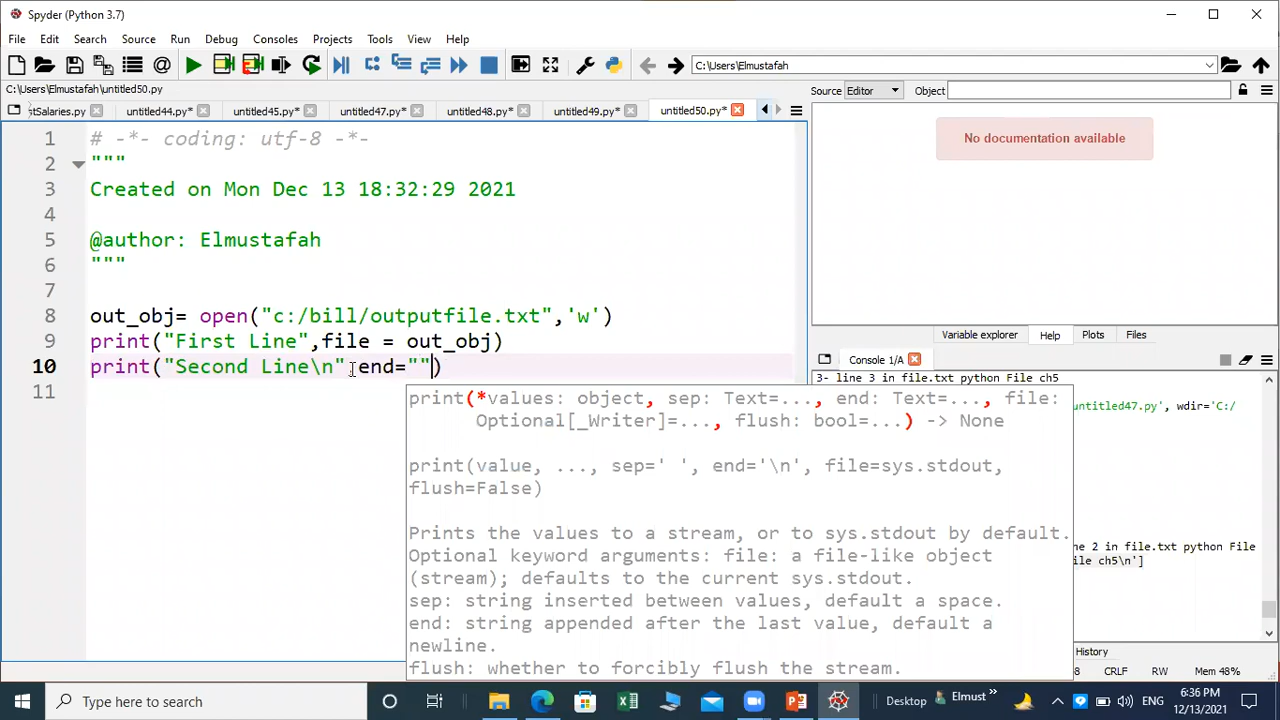 Spyder (Python 3.7)
File Edit Search Source Run Debug Consoles Projects Tools View Help
C:\Users\Elmustafah
C:\Users\Elmustafah\untitled50.py
Source Editor Object
tSalaries.py untitled44.py* untitled45.py* untitled47.py* untitled48.py* untitled49.py* untitled50.py*
1 # -*- coding: utf-8 -*-
2 """
3 Created on Mon Dec 13 18:32:29 2021
4
5 @author: Elmustafah
6 """
7
8 out_obj= open("c:/bill/outputfile.txt",'w')
9 print("First Line",file = out_obj)
10 print("Second Line\n",end="")
11
print(*values: object, sep: Text=..., end: Text=..., file:
Optional[_Writer]=..., flush: bool=...) -> None
print(value, ..., sep=' ', end='\n', file=sys.stdout,
flush=False)
Prints the values to a stream, or to sys.stdout by default.
Optional keyword arguments: file: a file-like object
(stream); defaults to the current sys.stdout.
sep: string inserted between values, default a space.
end: string appended after the last value, default a
newline.
flush: whether to forcibly flush the stream.
No documentation available
Variable explorer Help Plots Files
Console 1/A
3- line 3 in file.txt python File ch5
untitled47.py', wdir='C:/
ne 2 in file.txt python File
ile ch5\n']
History
8 CRLF RW Mem 48%
Type here to search
Desktop Elmust » ENG 6:36 PM
12/13/2021